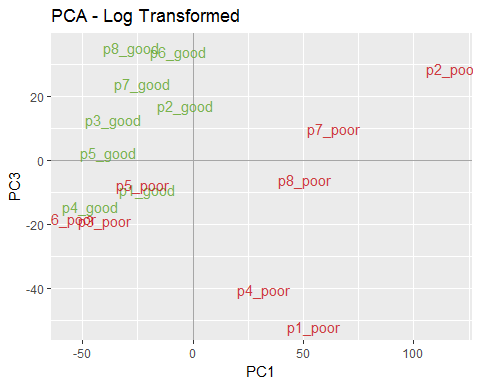 PCA - Log Transformed
p8_good
p6_good
p2_poo
p7_good
p2_good
20
p3_good
p7_poor
p5_good
0
p8_poor
p5_poor
p1_good
p4_good
6_poor
p3_poor
-20
p4_poor
-40
p1_poor
PC3
-50
0
50
100
PC1